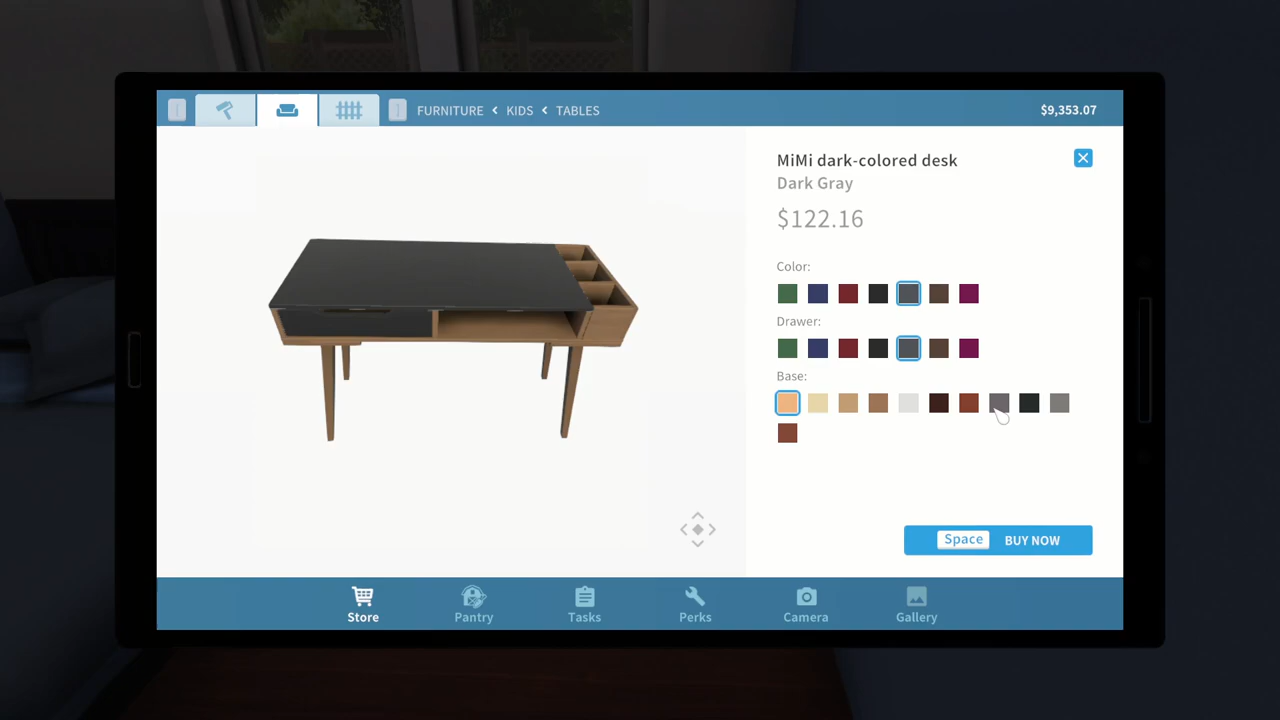 FURNITURE < KIDS < TABLES
$9,353.07
MiMi dark-colored desk
Dark Gray
$122.16
Color:
Drawer:
Base:
Space BUY NOW
Store
Pantry
Tasks
Perks
Camera
Gallery